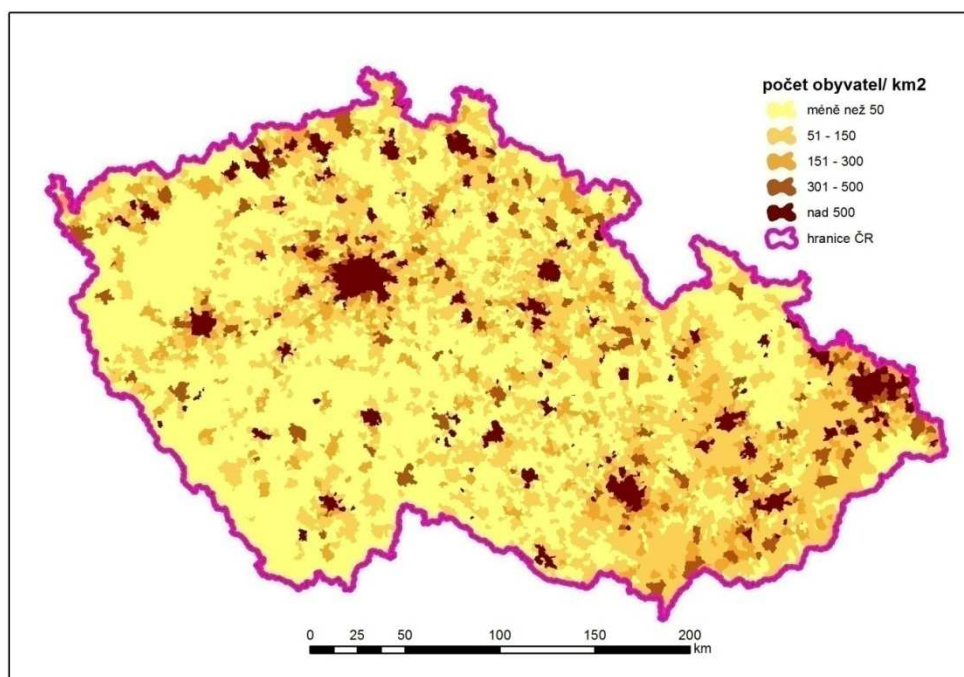 počet obyvatel/ km2
méně než 50
51 - 150
151 - 300
301 - 500
nad 500
hranice ČR
0 25 50 100 150 200
km